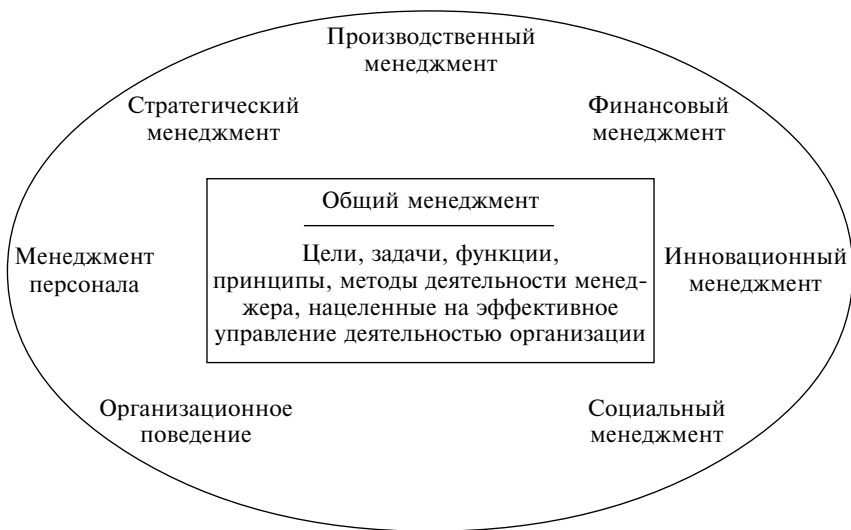 Производственный
менеджмент
Стратегический
менеджмент
Финансовый
менеджмент
Общий менеджмент
Цели, задачи, функции,
принципы, методы деятельности менед-
жера, нацеленные на эффективное
управление деятельностью организации
Менеджмент
персонала
Инновационный
менеджмент
Организационное
поведение
Социальный
менеджмент